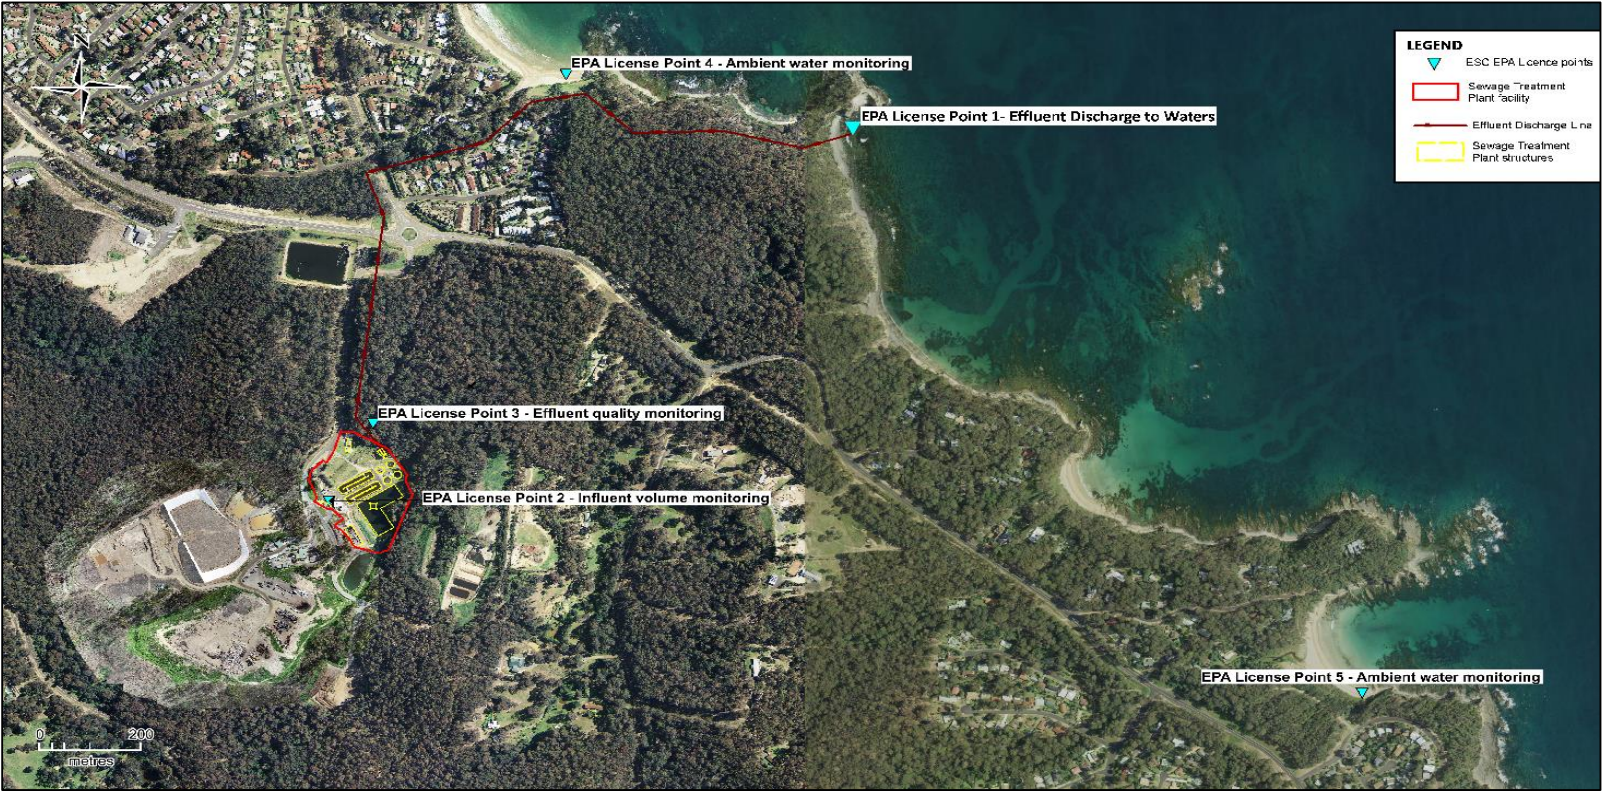 N
EPA License Point 4 - Ambient water monitoring
EPA License Point 1- Effluent Discharge to Waters
LEGEND
ESC EPA Licence points
Sewage Treatment
Plant facility
Effluent Discharge Line
Sewage Treatment
Plant structures
EPA License Point 3 - Effluent quality monitoring
EPA License Point 2 - Influent volume monitoring
EPA License Point 5 - Ambient water monitoring
0 200
metres